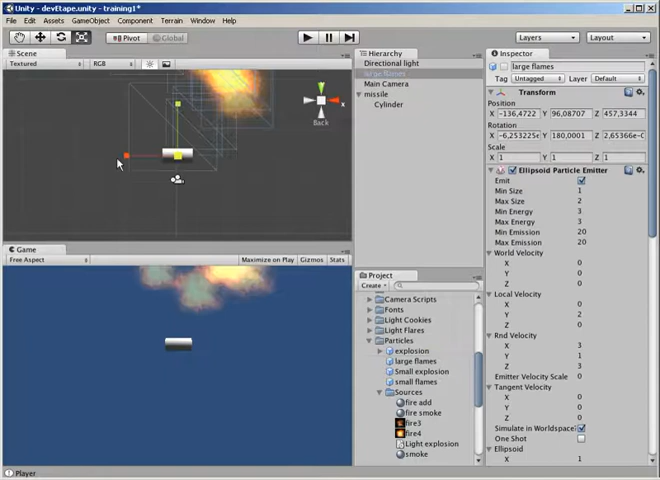 Unity - devEtape.unity - training1*
File Edit Assets GameObject Component Terrain Window Help
Pivot Global Layers Layout
Scene
Textured RGB
Back
Game
Free Aspect Maximize on Play Gizmos Stats
Hierarchy
Create
Directional light
large flames
Main Camera
missile
Cylinder
Project
Create
Camera Scripts
Fonts
Light Cookies
Light Flares
Particles
explosion
large flames
Small explosion
small flames
Sources
fire add
fire smoke
fire3
fire4
Light explosion
smoke
Inspector
large flames
Tag Untagged Layer Default
Transform
Position
X -136,4722 Y 96,08707 Z 457,3344
Rotation
X -6,253225e Y 180,0001 Z 2,65366e-0
Scale
X 1 Y 1 Z 1
Ellipsoid Particle Emitter
Emit
Min Size 1
Max Size 2
Min Energy 3
Max Energy 3
Min Emission 20
Max Emission 20
World Velocity
X 0
Y 0
Z 0
Local Velocity
X 0
Y 2
Z 0
Rnd Velocity
X 3
Y 1
Z 3
Emitter Velocity Scale 0
Tangent Velocity
X 0
Y 0
Z 0
Simulate in Worldspace?
One Shot
Ellipsoid
X 1
Player